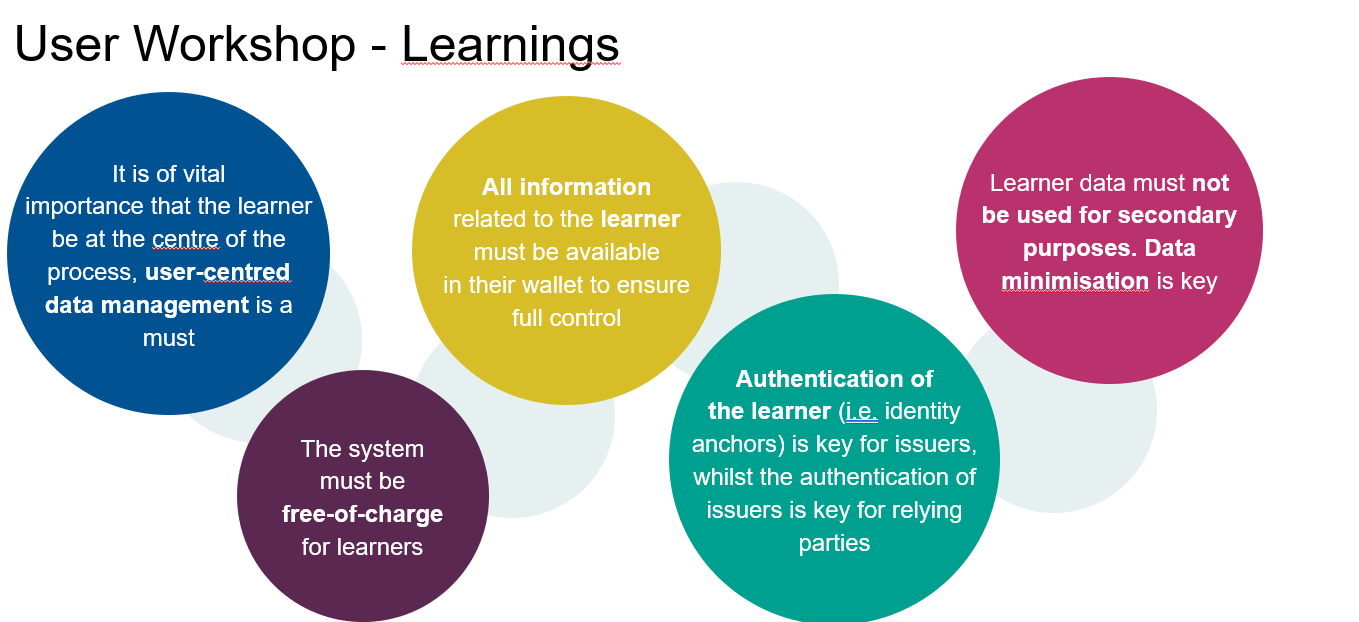 User Workshop - Learnings
It is of vital
importance that the learner
be at the centre of the
process, user-centred
data management is a
must
The system
must be
free-of-charge
for learners
All information
related to the learner
must be available
in their wallet to ensure
full control
Authentication of
the learner (i.e. identity
anchors) is key for issuers,
whilst the authentication of
issuers is key for relying
parties
Learner data must not
be used for secondary
purposes. Data
minimisation is key